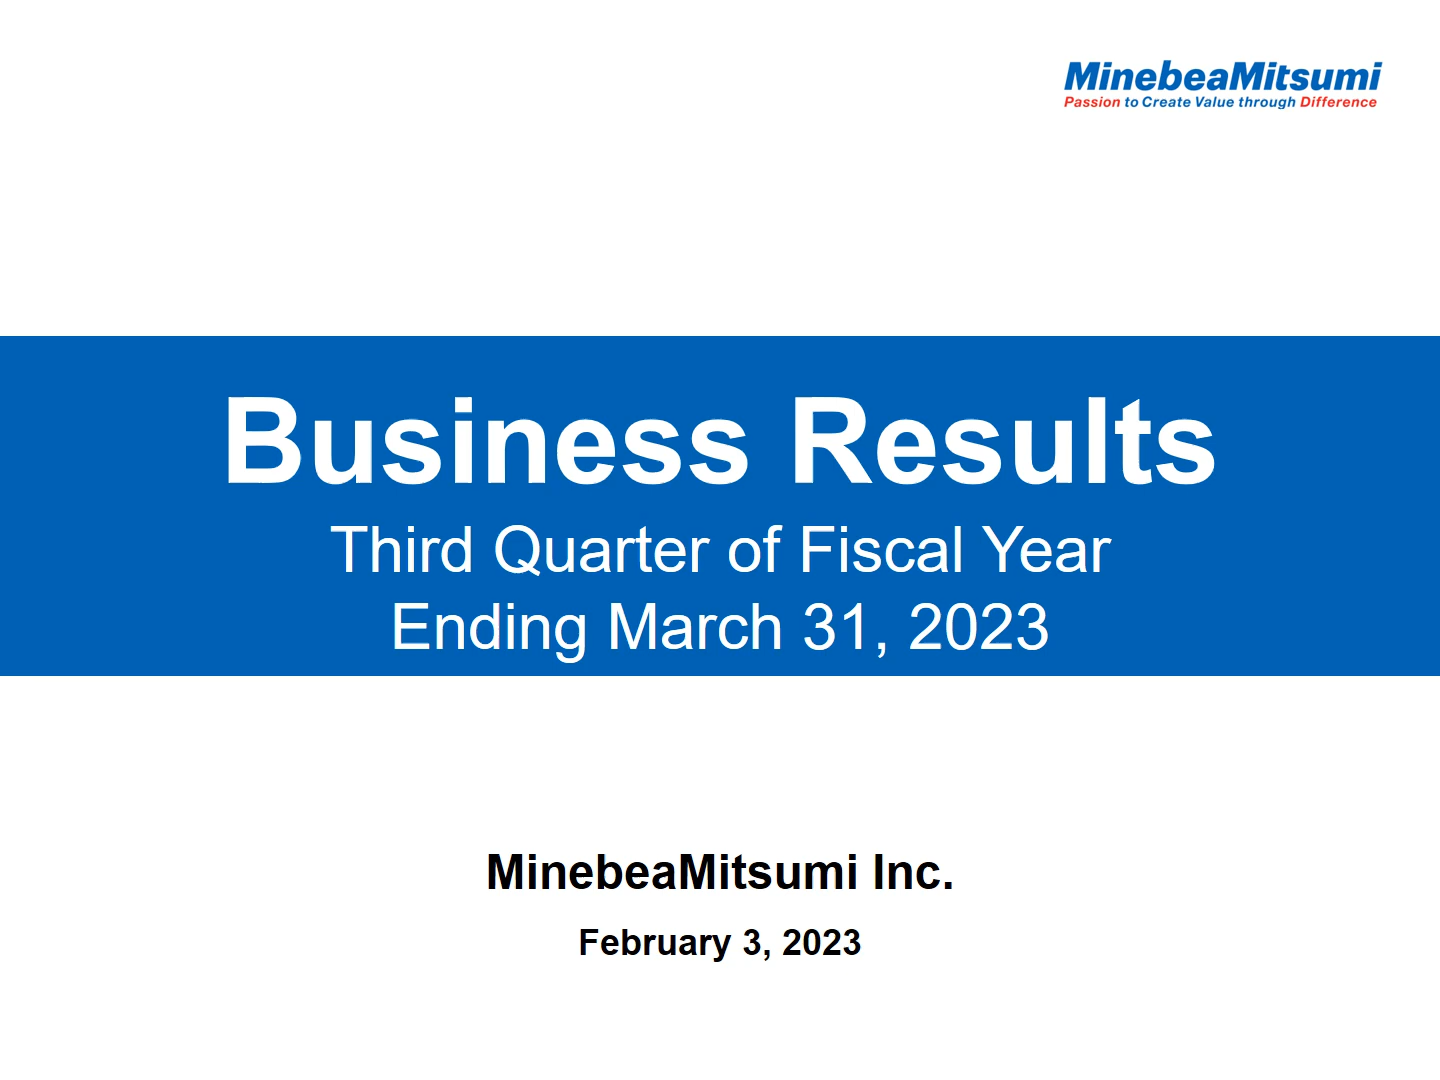 MinebeaMitsumi
Passion to Create Value through Difference
Business Results
Third Quarter of Fiscal Year
Ending March 31, 2023
MinebeaMitsumi Inc.
February 3, 2023